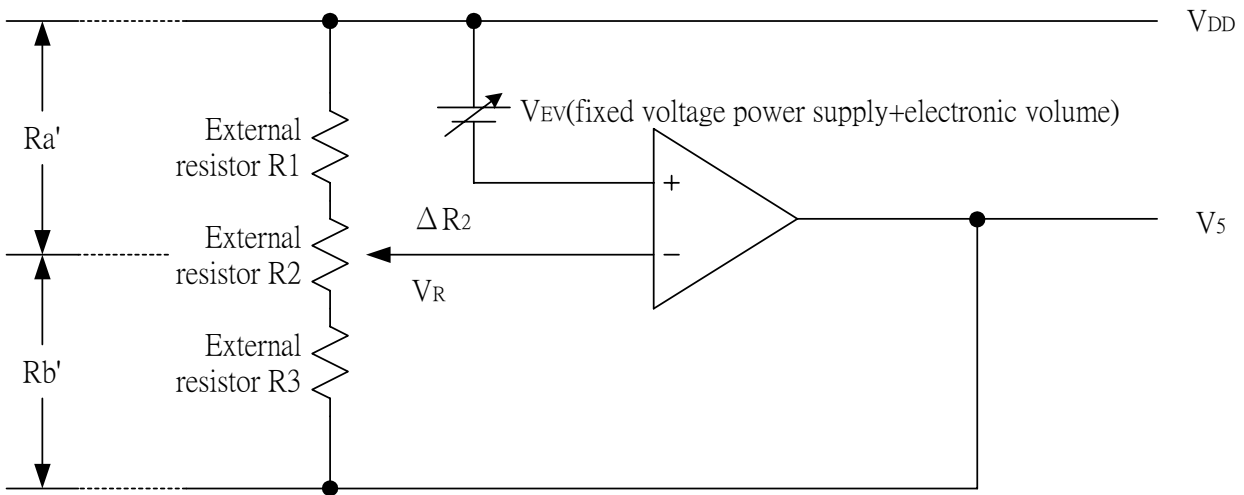 VDD
VEV(fixed voltage power supply+electronic volume)
Ra'
External
resistor R1
+
ΔR2
External
resistor R2
−
VR
V5
External
resistor R3
Rb'